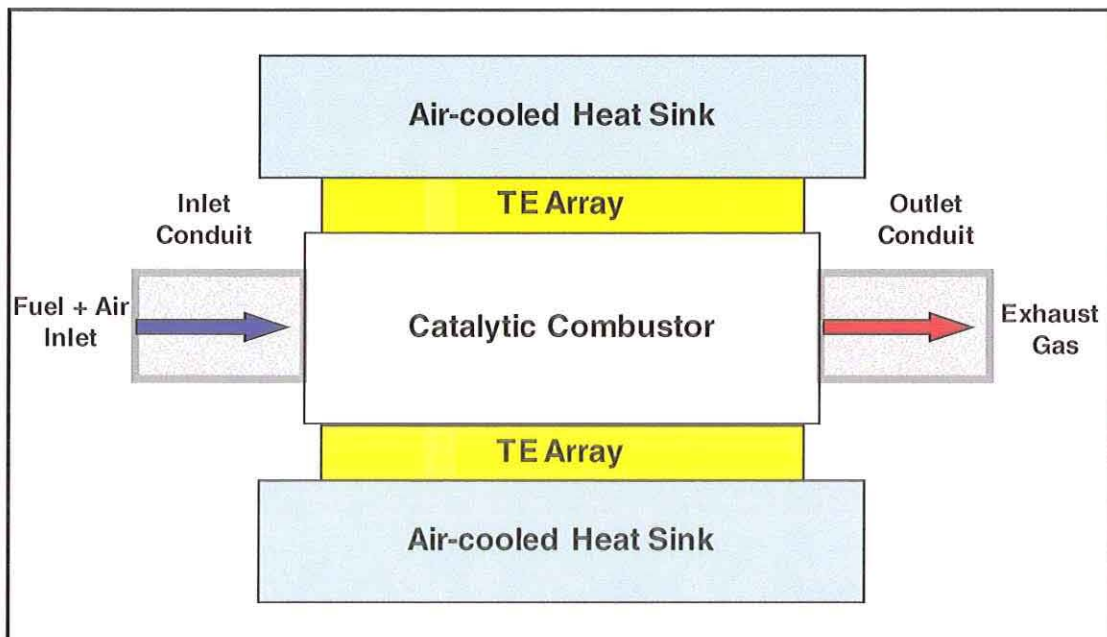 Air-cooled Heat Sink
TE Array
Inlet
Conduit
Outlet
Conduit
Fuel + Air
Inlet
Catalytic Combustor
Exhaust
Gas
TE Array
Air-cooled Heat Sink